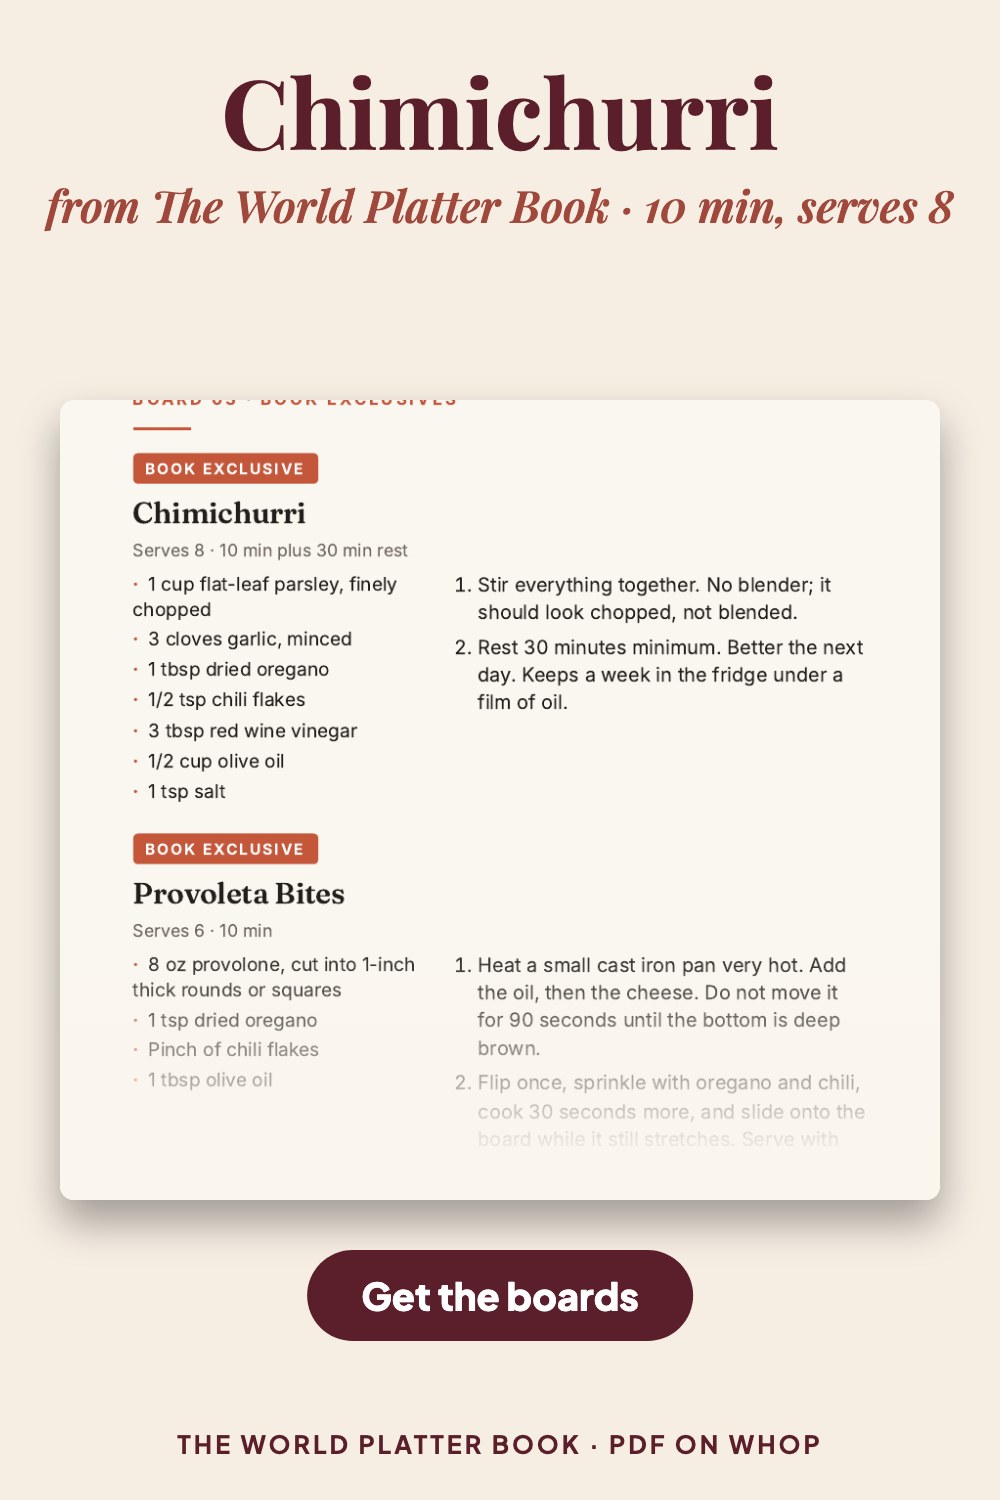 Chimichurri
from The World Platter Book · 10 min, serves 8
BOOK EXCLUSIVES
BOOK EXCLUSIVE
Chimichurri
Serves 8 · 10 min plus 30 min rest
· 1 cup flat-leaf parsley, finely
chopped
· 3 cloves garlic, minced
· 1 tbsp dried oregano
· 1/2 tsp chili flakes
· 3 tbsp red wine vinegar
· 1/2 cup olive oil
· 1 tsp salt
1. Stir everything together. No blender; it
should look chopped, not blended.
2. Rest 30 minutes minimum. Better the next
day. Keeps a week in the fridge under a
film of oil.
BOOK EXCLUSIVE
Provoleta Bites
Serves 6 · 10 min
· 8 oz provolone, cut into 1-inch
thick rounds or squares
· 1 tsp dried oregano
· Pinch of chili flakes
· 1 tbsp olive oil
1. Heat a small cast iron pan very hot. Add
the oil, then the cheese. Do not move it
for 90 seconds until the bottom is deep
brown.
2. Flip once, sprinkle with oregano and chili,
cook 30 seconds more, and slide onto the
board while it still stretches. Serve with
Get the boards
THE WORLD PLATTER BOOK · PDF ON WHOP